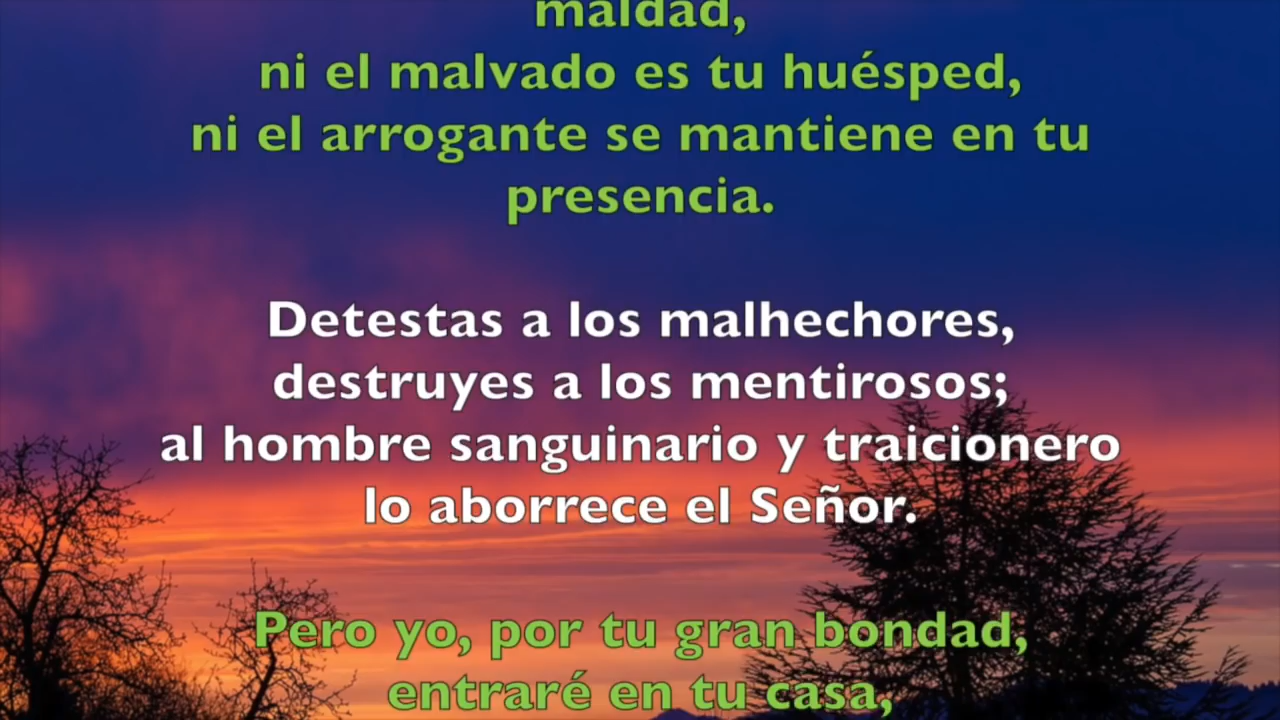 maldad,
ni el malvado es tu huésped,
ni el arrogante se mantiene en tu
presencia.
Detestas a los malhechores,
destruyes a los mentirosos;
al hombre sanguinario y traicionero
lo aborrece el Señor.
Pero yo, por tu gran bondad,
entraré en tu casa,